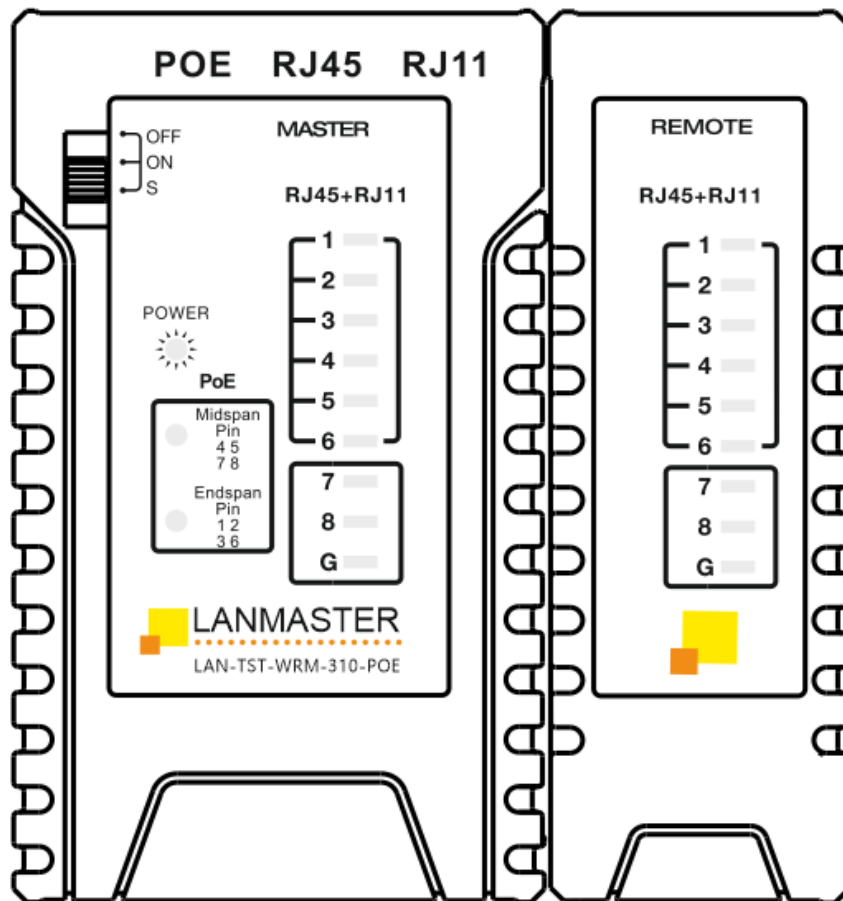 POE RJ45 RJ11
OFF
ON
S
MASTER
RJ45+RJ11
1
2
3
4
5
6
7
8
G
POWER
PoE
Midspan
Pin
4 5
7 8
Endspan
Pin
1 2
3 6
LANMASTER
LAN-TST-WRM-310-POE
REMOTE
RJ45+RJ11
1
2
3
4
5
6
7
8
G